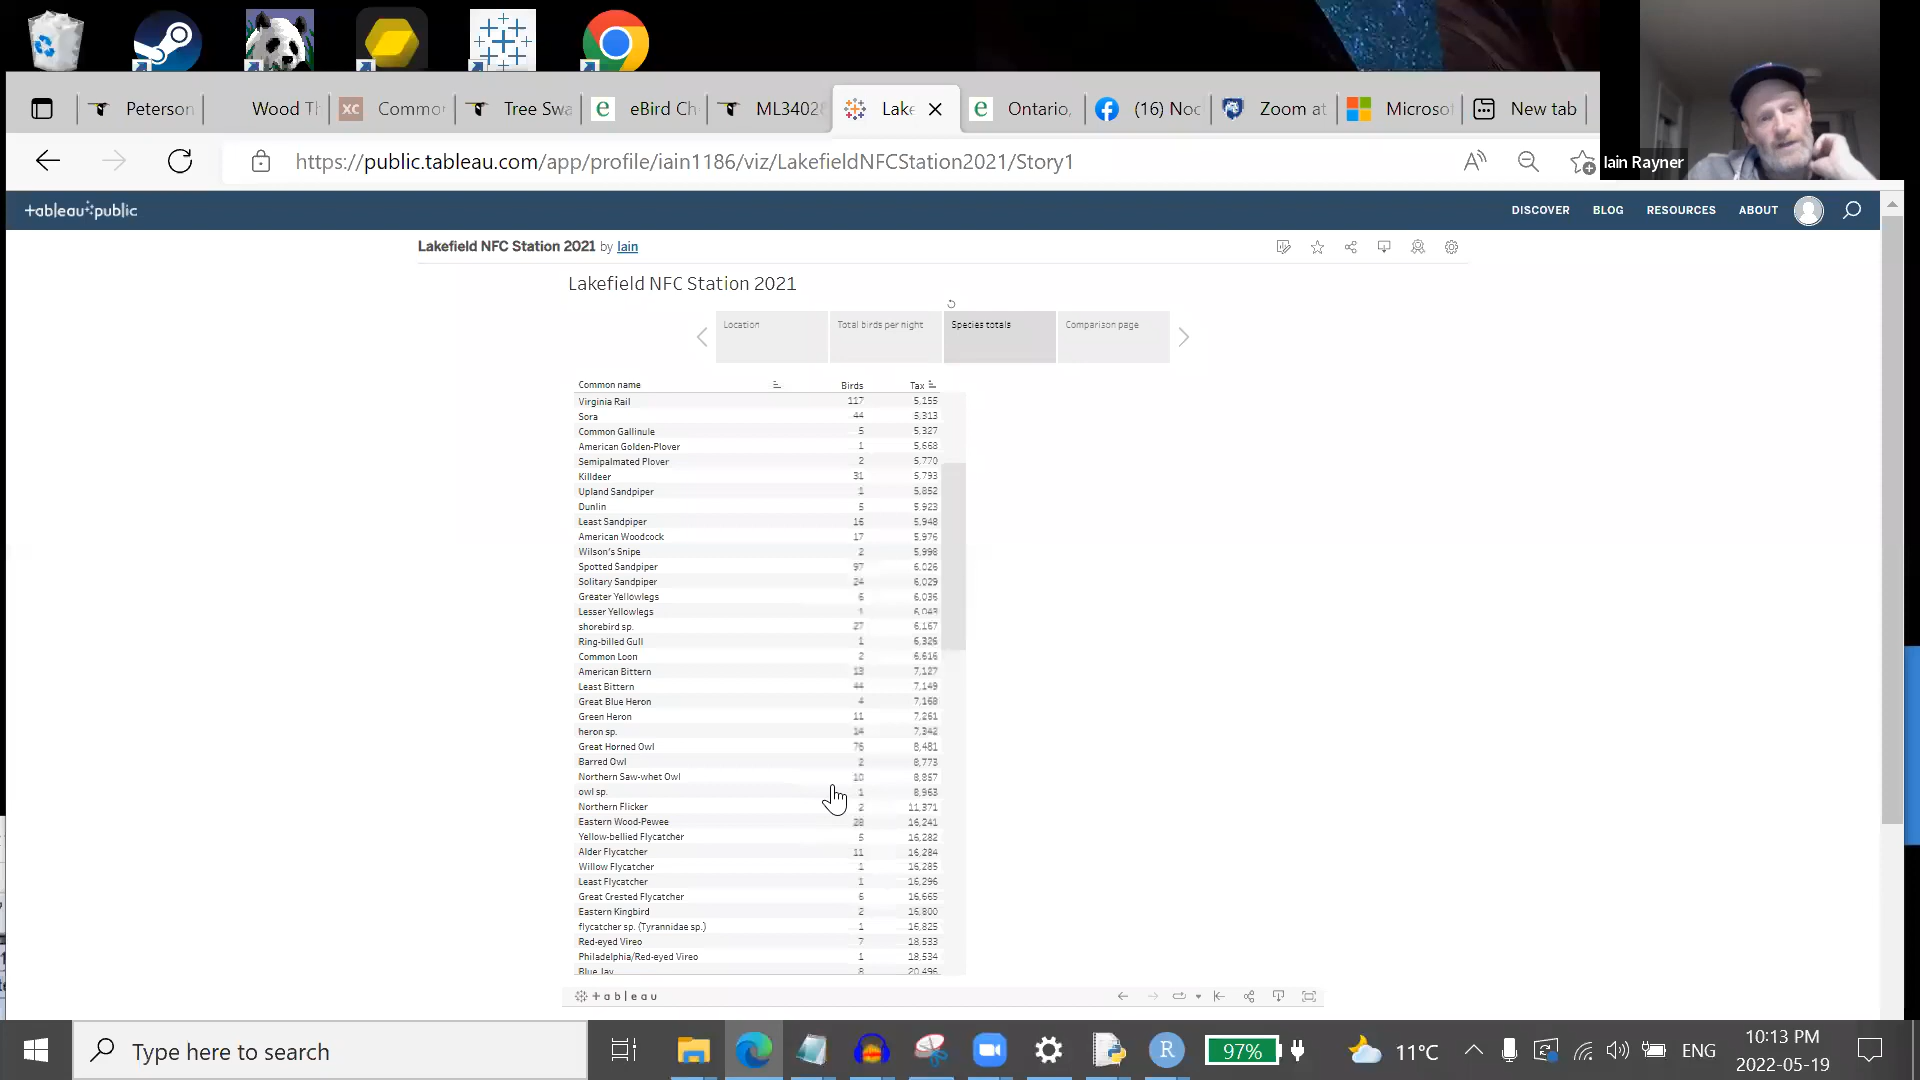 Peterson
Wood Th
XC Common
Tree Swa
eBird Ch
ML34028
Lake
Ontario,
(16) Noc
Zoom at
Microso
New tab
https://public.tableau.com/app/profile/iain1186/viz/LakefieldNFCStation2021/Story1
Iain Rayner
tableau public
DISCOVER BLOG RESOURCES ABOUT
Lakefield NFC Station 2021 by Iain
Lakefield NFC Station 2021
Location Total birds per night Species totals Comparison page
Common name Birds Tax
Virginia Rail 117 5,155
Sora 44 5,313
Common Gallinule 5 5,327
American Golden-Plover 1 5,668
Semipalmated Plover 2 5,770
Killdeer 31 5,793
Upland Sandpiper 1 5,852
Dunlin 5 5,923
Least Sandpiper 16 5,948
American Woodcock 17 5,976
Wilson's Snipe 2 5,998
Spotted Sandpiper 97 6,026
Solitary Sandpiper 24 6,029
Greater Yellowlegs 6 6,036
Lesser Yellowlegs 1 6,043
shorebird sp. 27 6,167
Ring-billed Gull 1 6,326
Common Loon 2 6,616
American Bittern 13 7,127
Least Bittern 44 7,149
Great Blue Heron 4 7,168
Green Heron 11 7,261
heron sp. 14 7,342
Great Horned Owl 76 8,481
Barred Owl 2 8,773
Northern Saw-whet Owl 10 8,857
owl sp. 1 8,963
Northern Flicker 2 11,371
Eastern Wood-Pewee 28 16,241
Yellow-bellied Flycatcher 5 16,282
Alder Flycatcher 11 16,284
Willow Flycatcher 1 16,285
Least Flycatcher 1 16,296
Great Crested Flycatcher 6 16,665
Eastern Kingbird 2 16,800
flycatcher sp. (Tyrannidae sp.) 1 16,825
Red-eyed Vireo 7 18,533
Philadelphia/Red-eyed Vireo 1 18,534
Blue Jay 8 20,496
tableau
Type here to search
R
97%
11°C
ENG
10:13 PM
2022-05-19